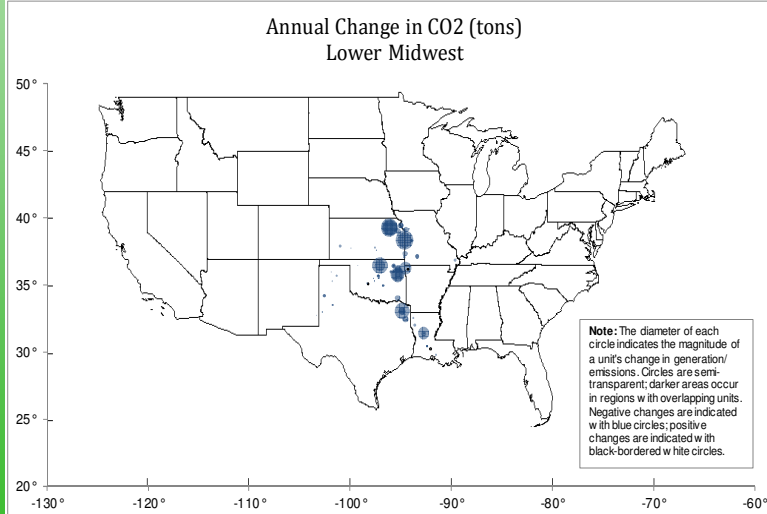 Annual Change in CO2 (tons)
Lower Midwest
50°
45°
40°
35°
30°
25°
20°
-130°
-120°
-110°
-100°
-90°
-80°
-70°
-60°
Note: The diameter of each
circle indicates the magnitude of
a unit's change in generation/
emissions. Circles are semi-
transparent; darker areas occur
in regions with overlapping units.
Negative changes are indicated
with blue circles; positive
changes are indicated with
black-bordered white circles.